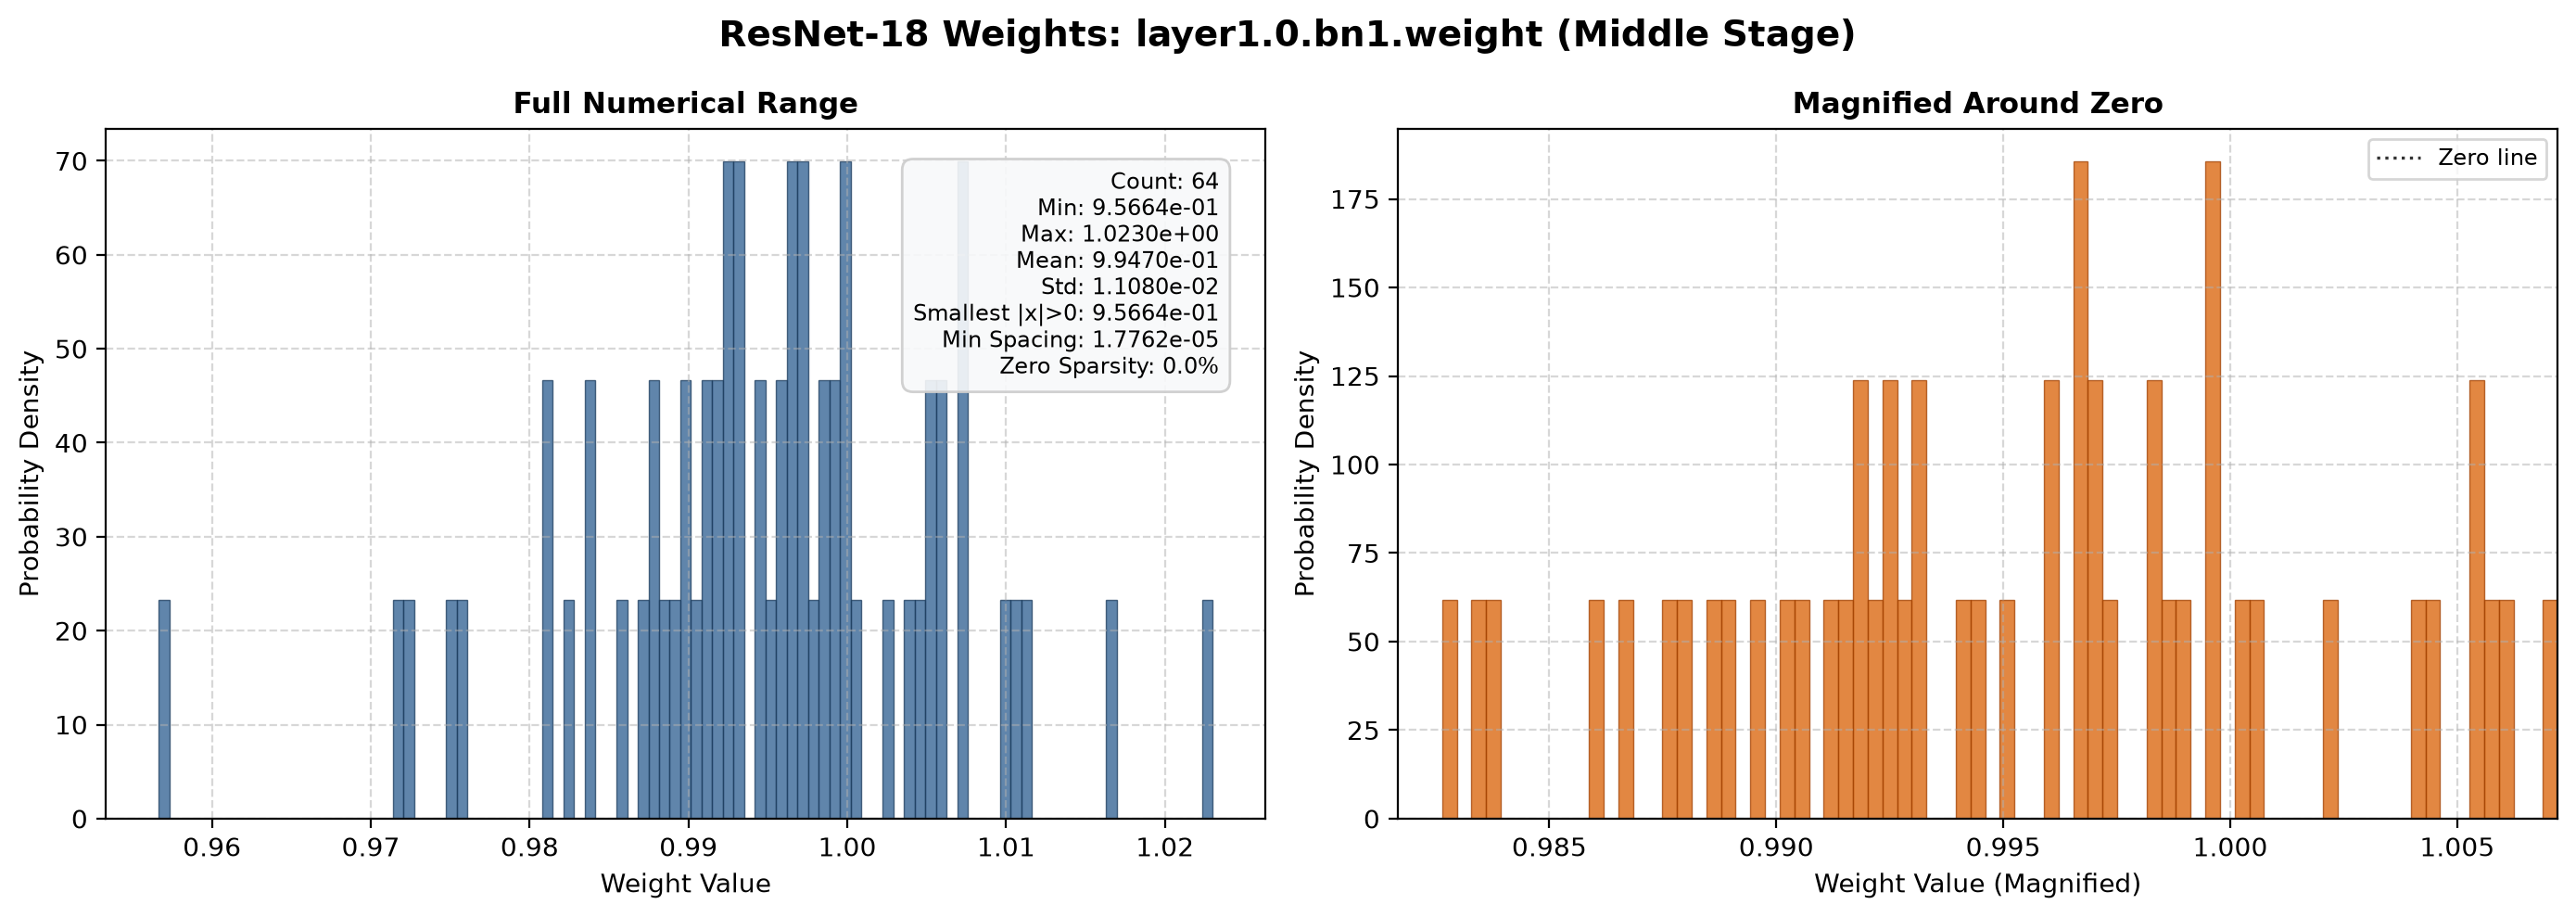 ResNet-18 Weights: layer1.0.bn1.weight (Middle Stage)
Full Numerical Range
Probability Density
70
60
50
40
30
20
10
0
Count: 64
Min: 9.5664e-01
Max: 1.0230e+00
Mean: 9.9470e-01
Std: 1.1080e-02
Smallest |x|>0: 9.5664e-01
Min Spacing: 1.7762e-05
Zero Sparsity: 0.0%
0.96 0.97 0.98 0.99 1.00 1.01 1.02
Weight Value
Magnified Around Zero
Probability Density
175
150
125
100
75
50
25
0
Zero line
0.985 0.990 0.995 1.000 1.005
Weight Value (Magnified)